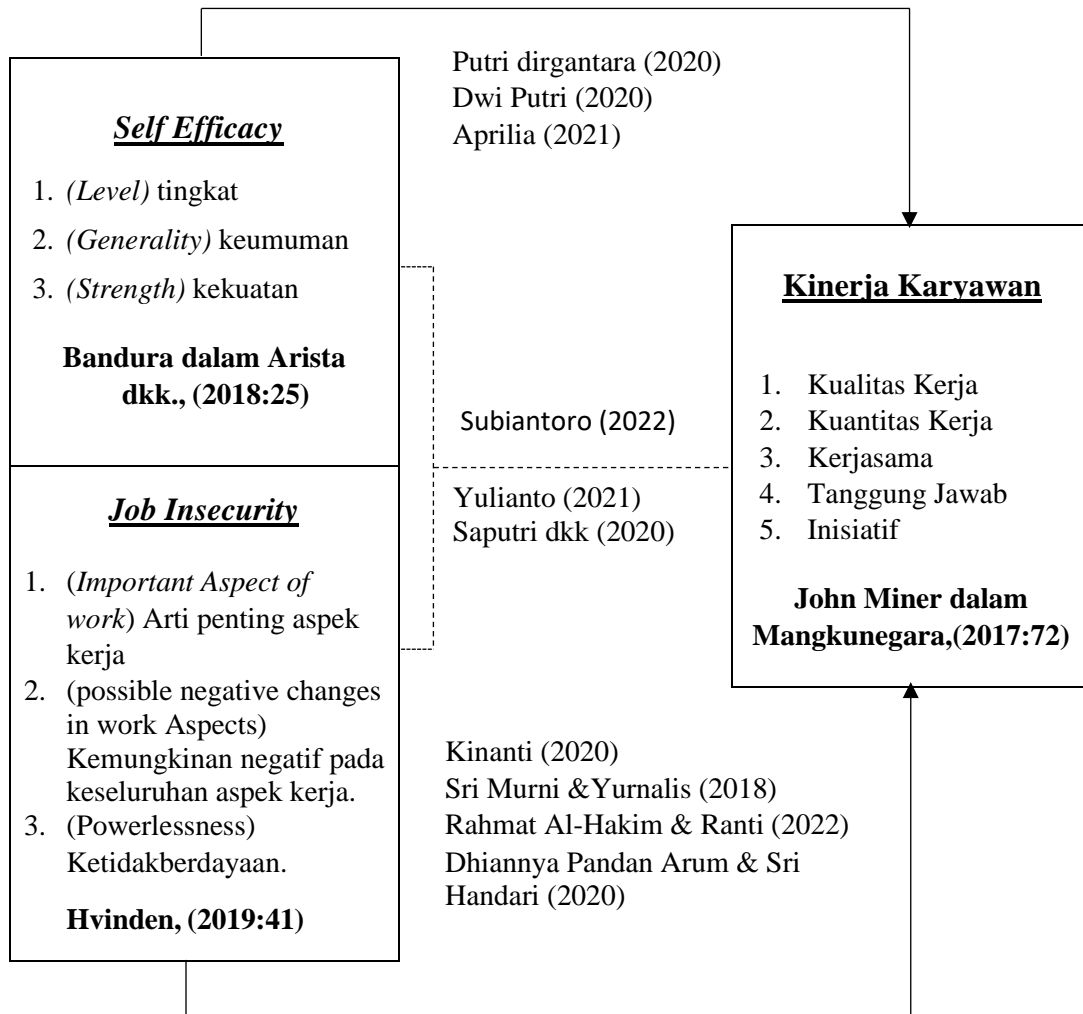 Putri dirgantara (2020)
Dwi Putri (2020)
Aprilia (2021)
Self Efficacy
1. (Level) tingkat
2. (Generality) keumuman
3. (Strength) kekuatan
Bandura dalam Arista
dkk., (2018:25)
Subiantoro (2022)
Yulianto (2021)
Saputri dkk (2020)
Job Insecurity
1. (Important Aspect of
work) Arti penting aspek
kerja
2. (possible negative changes
in work Aspects)
Kemungkinan negatif pada
keseluruhan aspek kerja.
3. (Powerlessness)
Ketidakberdayaan.
Hvinden, (2019:41)
Kinanti (2020)
Sri Murni &Yurnalis (2018)
Rahmat Al-Hakim & Ranti (2022)
Dhiannya Pandan Arum & Sri
Handari (2020)
Kinerja Karyawan
1. Kualitas Kerja
2. Kuantitas Kerja
3. Kerjasama
4. Tanggung Jawab
5. Inisiatif
John Miner dalam
Mangkunegara,(2017:72)